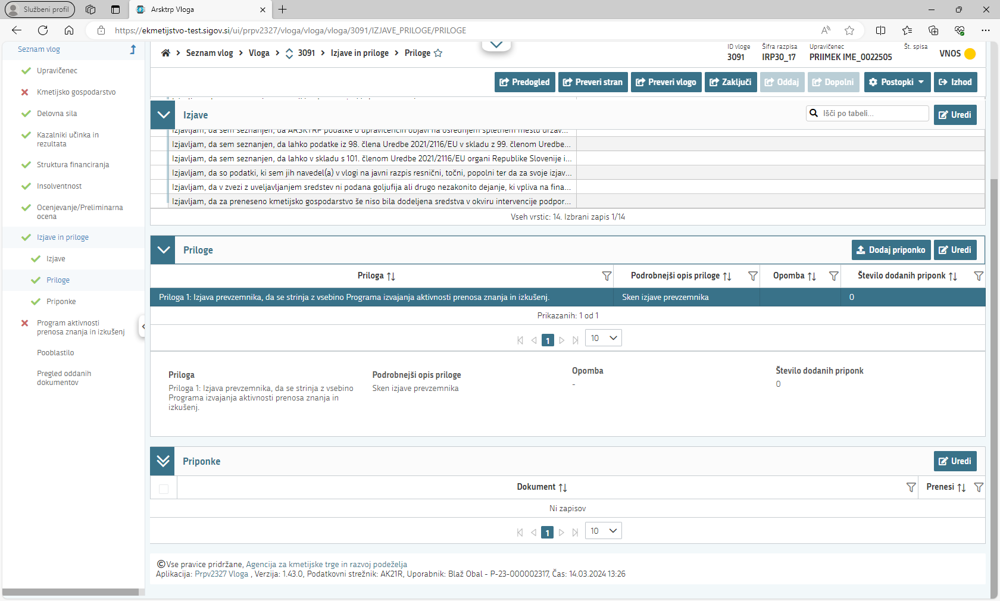 Službeni profil
Arsktrp Vloga
https://ekmetijstvo-test.sigov.si/ui/prpv2327/vloga/vloga/vloga/3091/IZJAVE_PRILOGE/PRILOGE
Seznam vlog
Upravičenec
Kmetijsko gospodarstvo
Delovna sila
Kazalniki učinka in
rezultata
Struktura financiranja
Insolventnost
Ocenjevanje/Preliminarna
ocena
Izjave in priloge
Izjave
Priloge
Priponke
Program aktivnosti
prenosa znanja in izkušenj
Pooblastilo
Pregled oddanih
dokumentov
Seznam vlog Vloga 3091 Izjave in priloge Priloge
ID vloge Šifra razpisa Upravičenec Št. spisa
3091 IRP30_17 PRIIMEK IME_0022505 VNOS
Predogled Preveri stran Preveri vlogo Zaključi Oddaj Dopolni Postopki Izhod
Izjave Išči po tabeli... Uredi
Izjavljam, da sem seznanjen, da ARSKTRP podatke o upravičencih objavi na osrednjem spletnem mestu držav...
Izjavljam, da sem seznanjen, da lahko podatke iz 98. člena Uredbe 2021/2116/EU v skladu z 99. členom Uredbe...
Izjavljam, da sem seznanjen, da lahko v skladu s 101. členom Uredbe 2021/2116/EU organi Republike Slovenije i...
Izjavljam, da so podatki, ki sem jih navedel(a) v vlogi na javni razpis resnični, točni, popolni ter da za svoje izjav...
Izjavljam, da v zvezi z uveljavljanjem sredstev ni podana goljufija ali drugo nezakonito dejanje, ki vpliva na fina...
Izjavljam, da za preneseno kmetijsko gospodarstvo še niso bila dodeljena sredstva v okviru intervencije podpor...
Vseh vrstic: 14. Izbrani zapis 1/14
Priloge Dodaj priponko Uredi
Priloga Podrobnejši opis priloge Opomba Število dodanih priponk
Priloga 1: Izjava prevzemnika, da se strinja z vsebino Programa izvajanja aktivnosti prenosa znanja in izkušenj. Sken izjave prevzemnika 0
Prikazanih: 1 od 1
1 10
Priloga Podrobnejši opis priloge Opomba Število dodanih priponk
Priloga 1: Izjava prevzemnika, da se strinja z vsebino Sken izjave prevzemnika - 0
Programa izvajanja aktivnosti prenosa znanja in
izkušenj.
Priponke Uredi
Dokument Prenesi
Ni zapisov
1 10
©Vse pravice pridržane, Agencija za kmetijske trge in razvoj podeželja
Aplikacija: Prpv2327 Vloga , Verzija: 1.43.0, Podatkovni strežnik: AK21R, Uporabnik: Blaž Obal - P-23-000002317, Čas: 14.03.2024 13:26